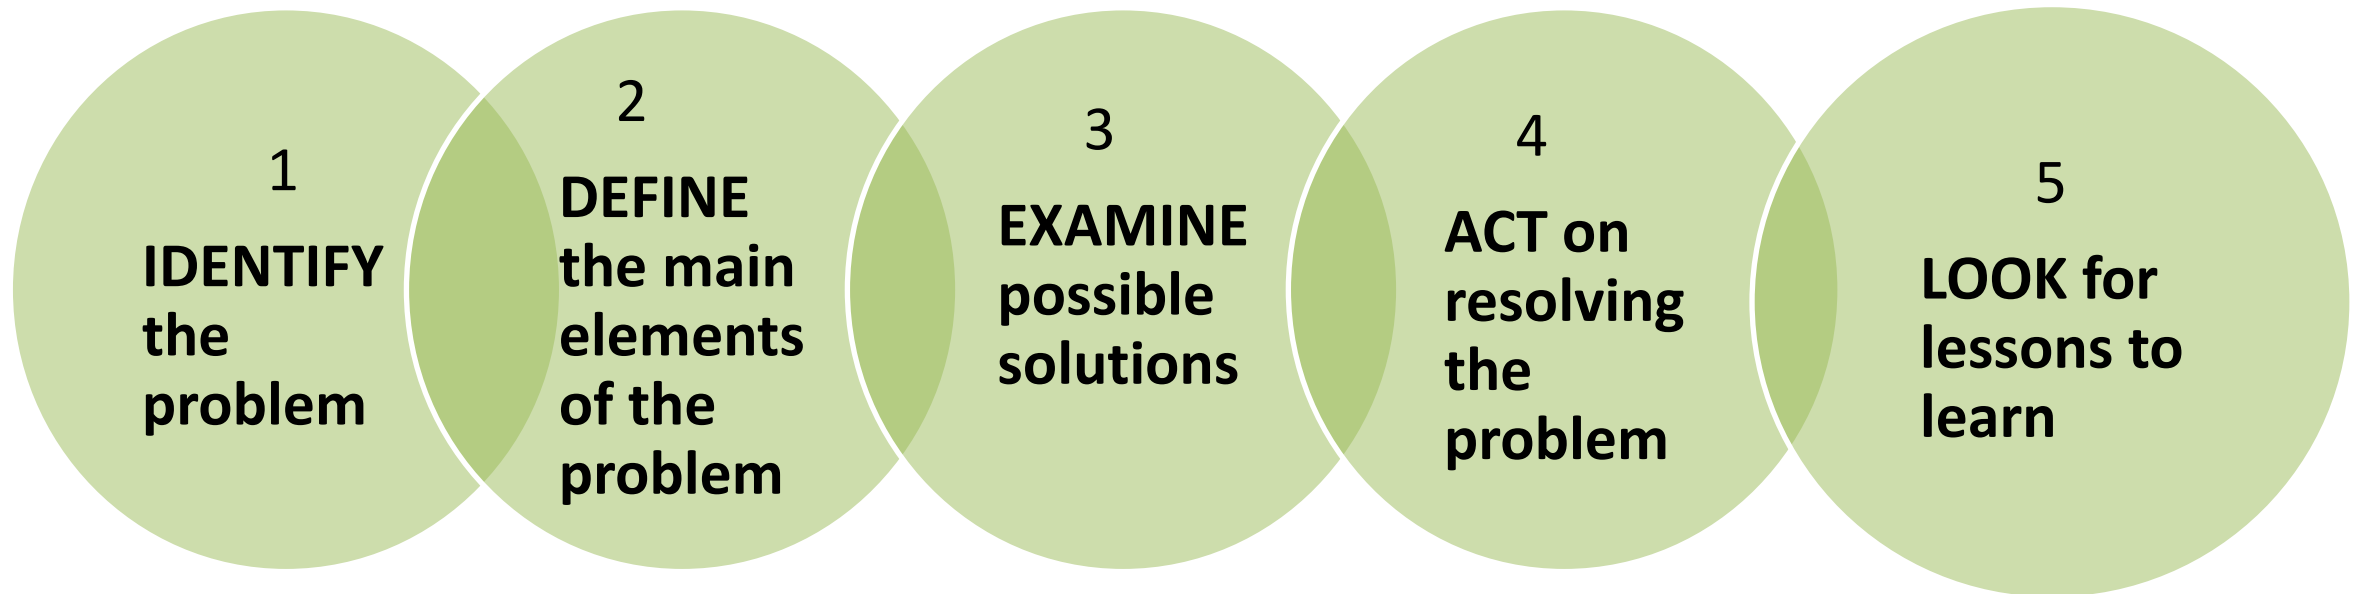 1
IDENTIFY
the
problem
2
DEFINE
the main
elements
of the
problem
3
EXAMINE
possible
solutions
4
ACT on
resolving
the
problem
5
LOOK for
lessons to
learn